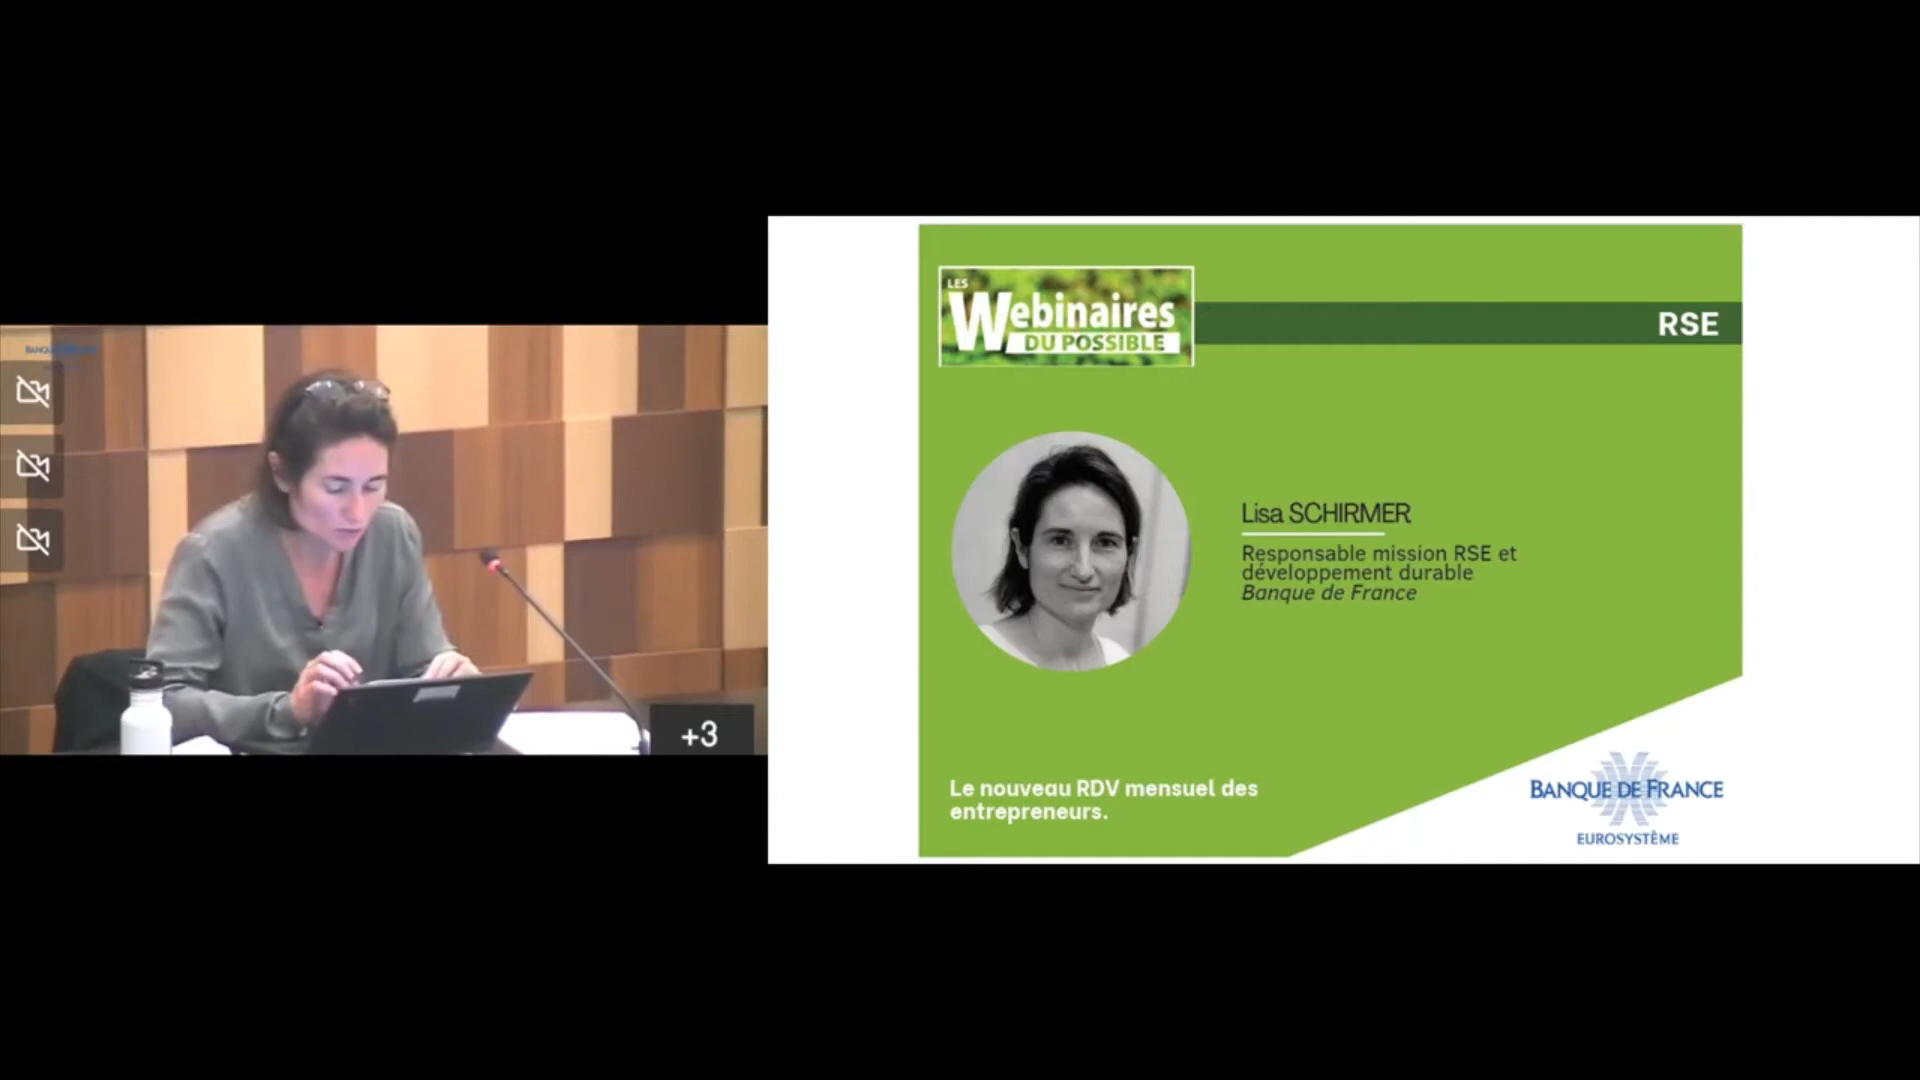 +3
LES
Webinaires
DU POSSIBLE
RSE
Lisa SCHIRMER
Responsable mission RSE et
développement durable
Banque de France
Le nouveau RDV mensuel des
entrepreneurs.
BANQUE DE FRANCE
EUROSYSTÈME